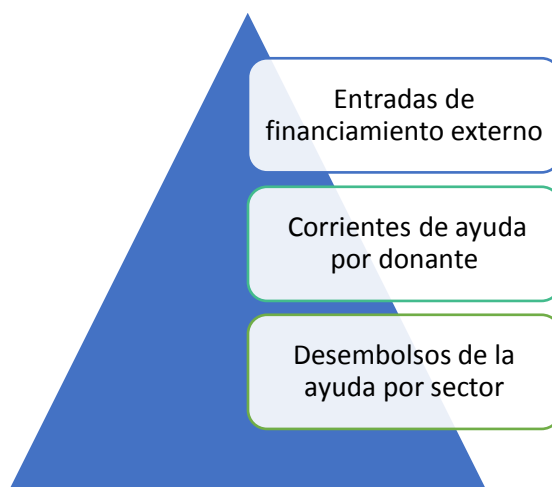 Entradas de
financiamiento externo
Corrientes de ayuda
por donante
Desembolsos de la
ayuda por sector